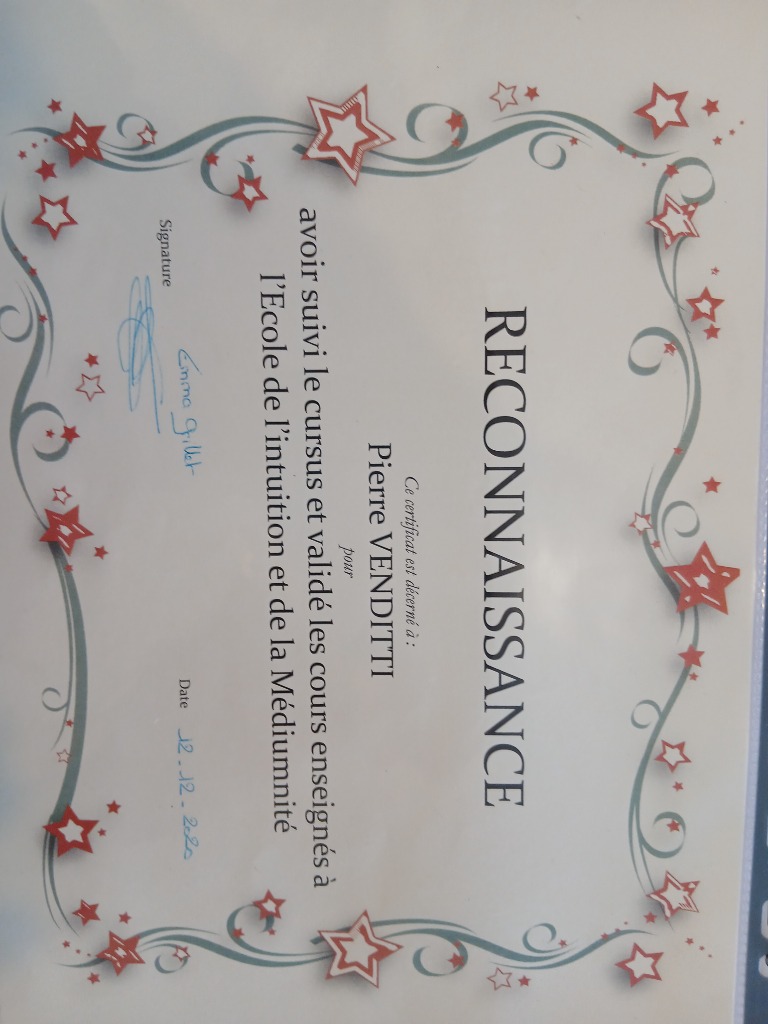 RECONNAISSANCE
Ce certificat est décerné à :
Pierre VENDITTI
pour
avoir suivi le cursus et validé les cours enseignés à
l'Ecole de l'intuition et de la Médiumnité
Emma Gillet
Signature
Date 12.12.2020